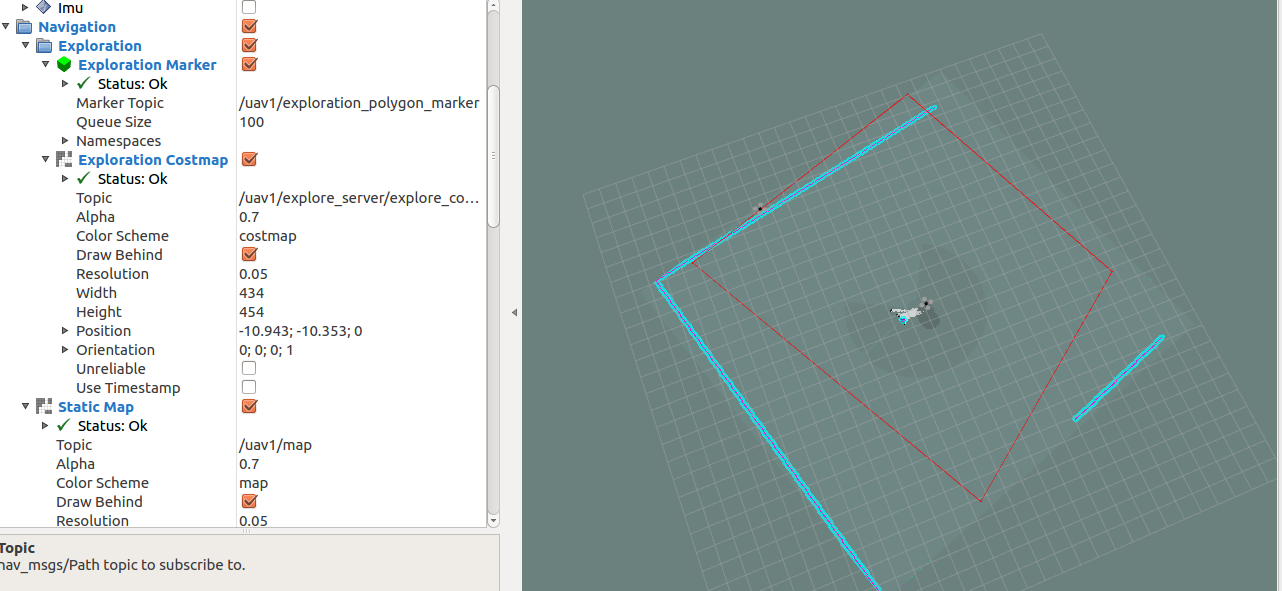 Imu
Navigation
Exploration
Exploration Marker
Status: Ok
Marker Topic /uav1/exploration_polygon_marker
Queue Size 100
Namespaces
Exploration Costmap
Status: Ok
Topic /uav1/explore_server/explore_co...
Alpha 0.7
Color Scheme costmap
Draw Behind
Resolution 0.05
Width 434
Height 454
Position -10.943; -10.353; 0
Orientation 0; 0; 0; 1
Unreliable
Use Timestamp
Static Map
Status: Ok
Topic /uav1/map
Alpha 0.7
Color Scheme map
Draw Behind
Resolution 0.05
Topic
nav_msgs/Path topic to subscribe to.